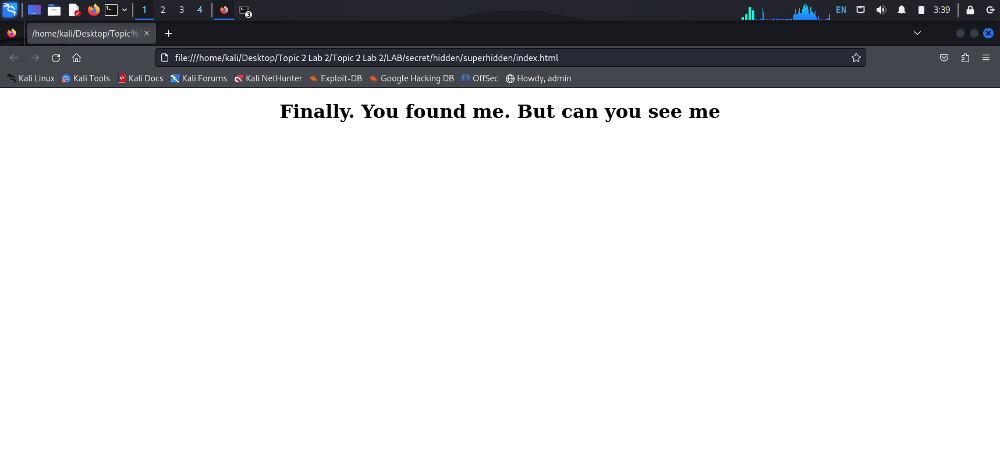 1 2 3 4 3 EN 3:39
/home/kali/Desktop/Topic%2
file:///home/kali/Desktop/Topic 2 Lab 2/Topic 2 Lab 2/LAB/secret/hidden/superhidden/index.html
Kali Linux Kali Tools Kali Docs Kali Forums Kali NetHunter Exploit-DB Google Hacking DB OffSec Howdy, admin
Finally. You found me. But can you see me